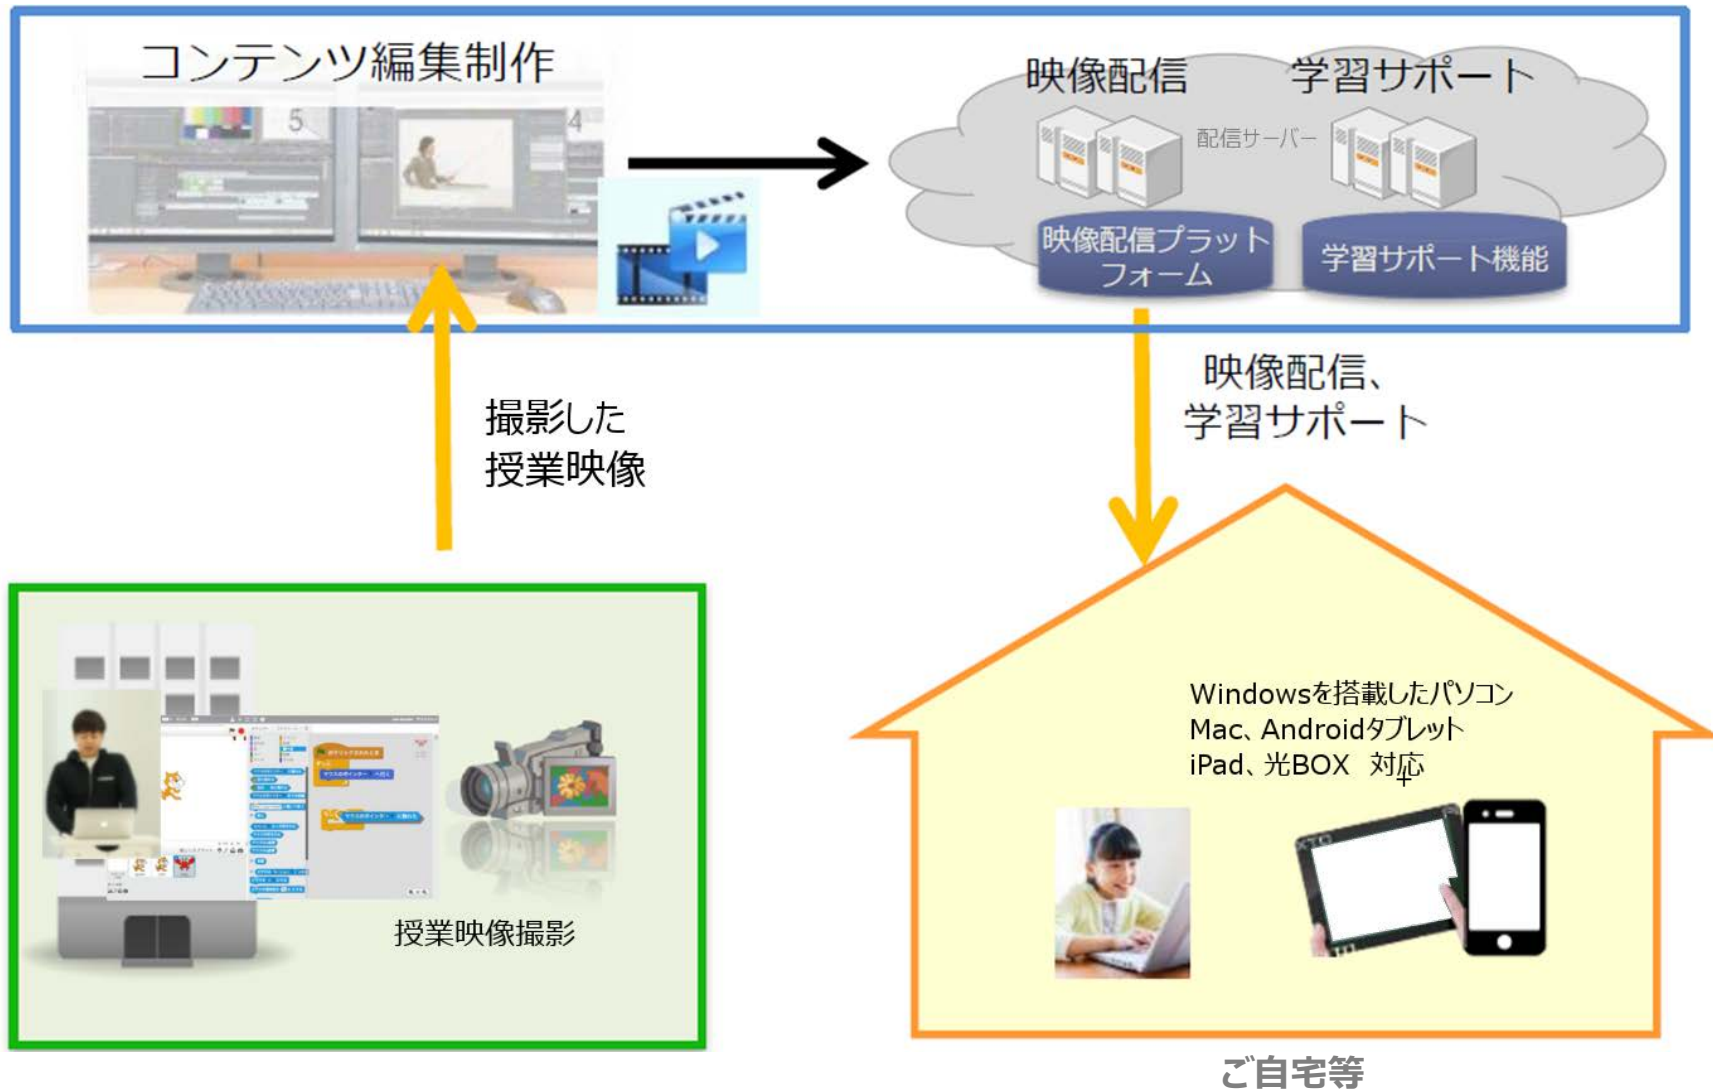 コンテンツ編集制作
5
4
映像配信
学習サポート
配信サーバー
映像配信プラット
フォーム
学習サポート機能
撮影した
授業映像
映像配信、
学習サポート
授業映像撮影
Windowsを搭載したパソコン
Mac、Androidタブレット
iPad、光BOX 対応
ご自宅等